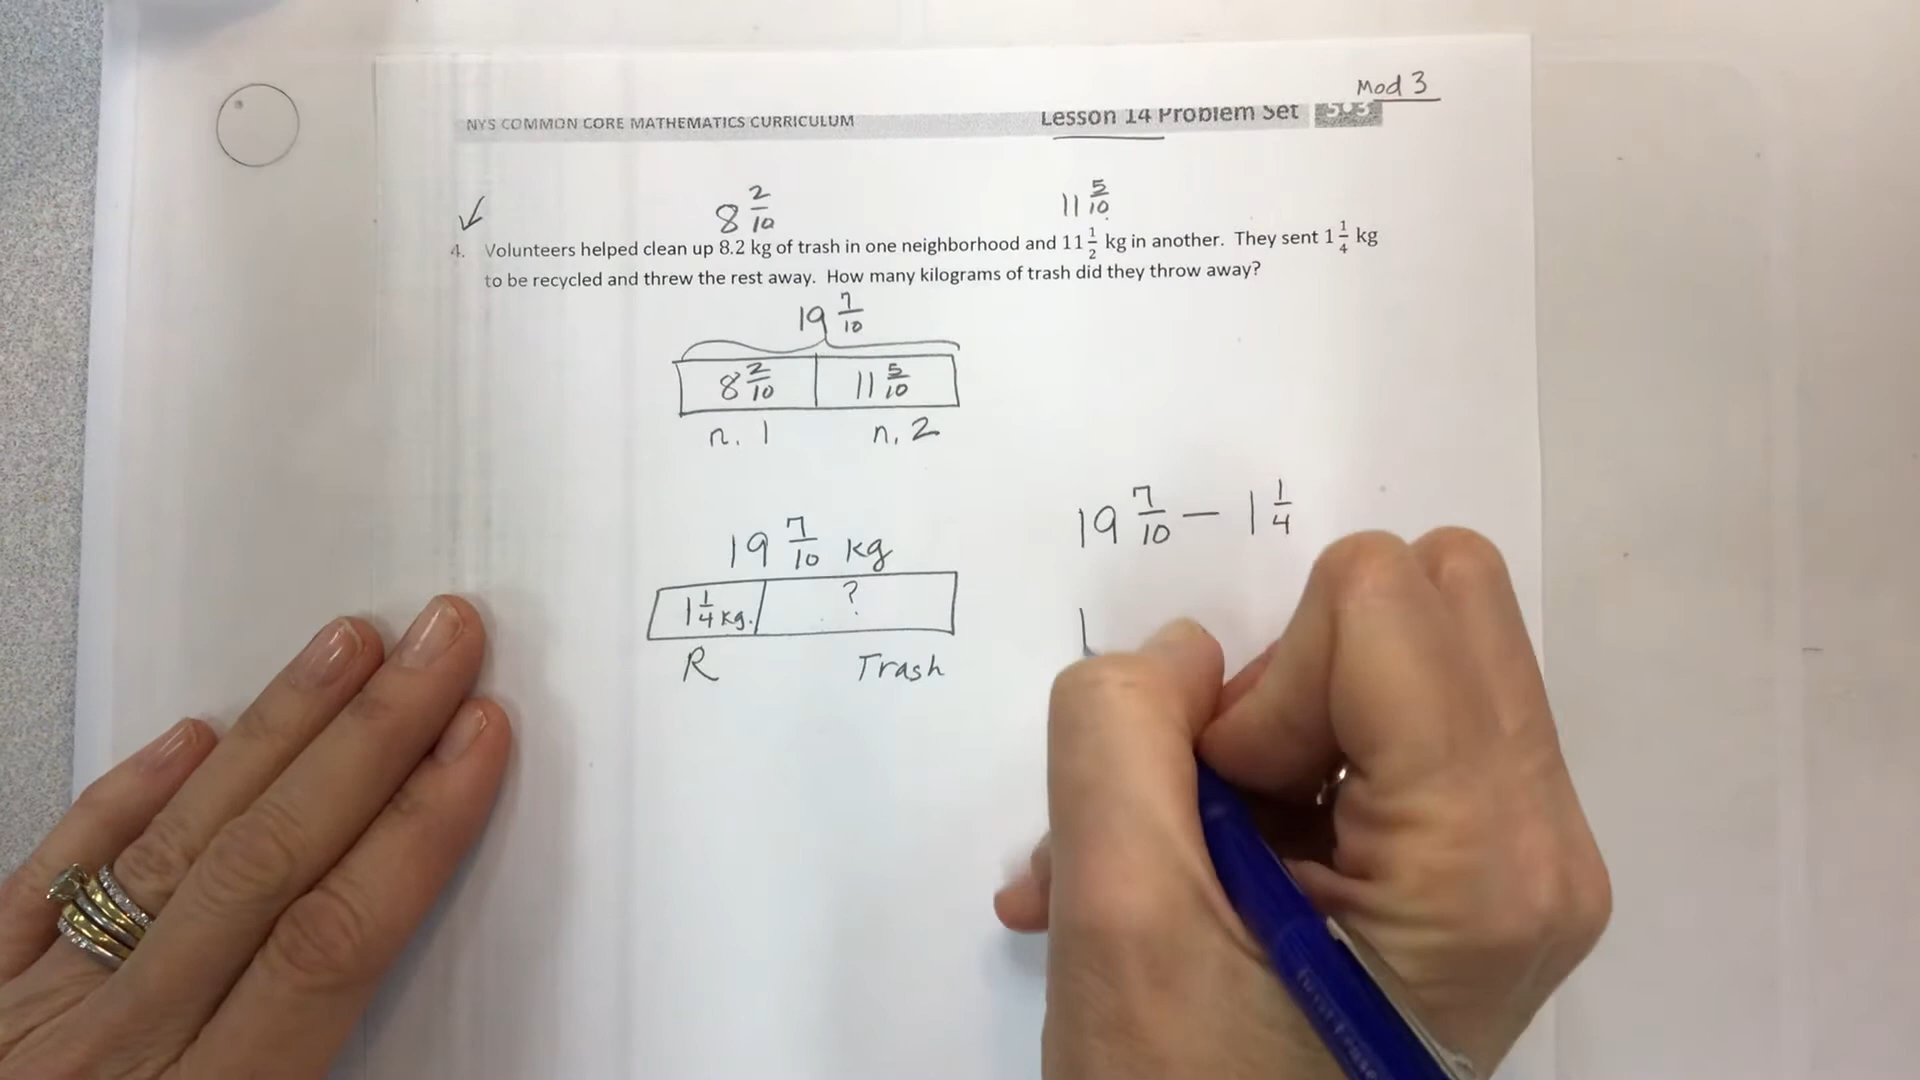 Mod 3
NYS COMMON CORE MATHEMATICS CURRICULUM
Lesson 14 Problem Set 5•3
8 2/10
11 5/10
4. Volunteers helped clean up 8.2 kg of trash in one neighborhood and 11 1/2 kg in another. They sent 1 1/4 kg
to be recycled and threw the rest away. How many kilograms of trash did they throw away?
19 7/10
8 2/10 11 5/10
n. 1 n. 2
19 7/10 - 1 1/4
19 7/10 kg
1 1/4 kg. ?
R Trash